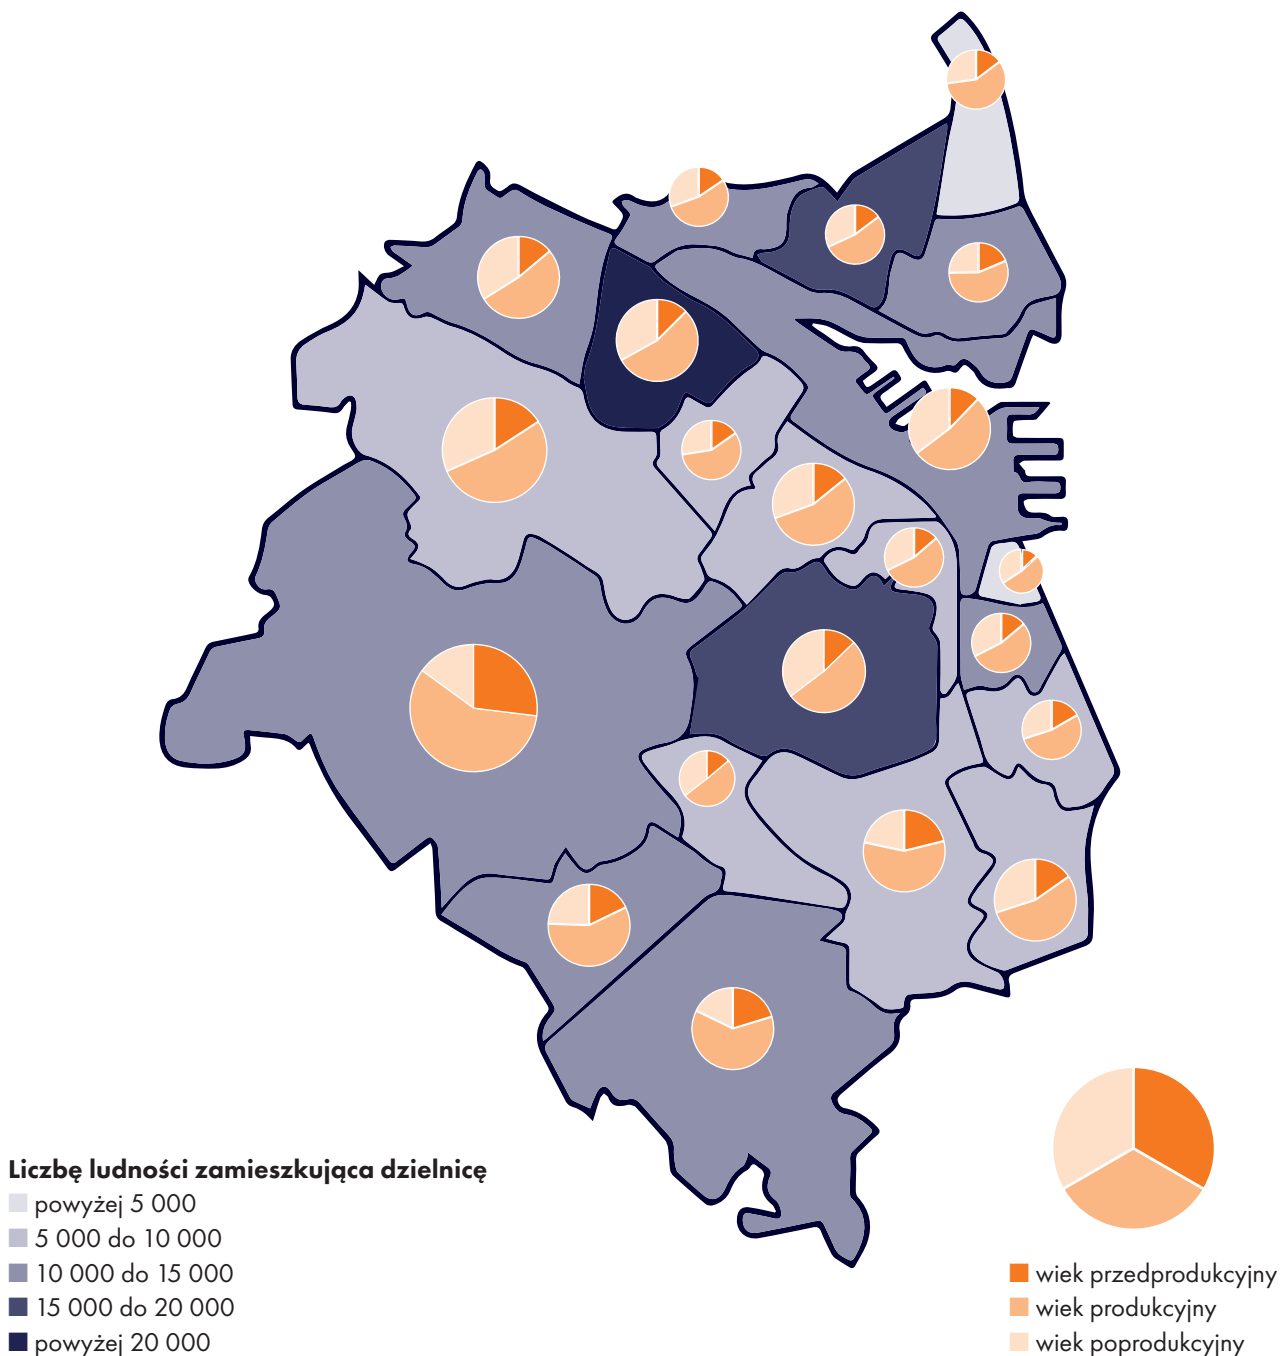 Liczbę ludności zamieszkująca dzielnicę
powyżej 5 000
5 000 do 10 000
10 000 do 15 000
15 000 do 20 000
powyżej 20 000
wiek przedprodukcyjny
wiek produkcyjny
wiek poprodukcyjny